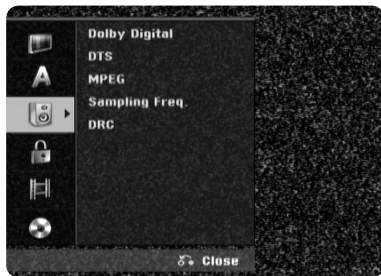 Dolby Digital
DTS
MPEG
Sampling Freq.
DRC
Close